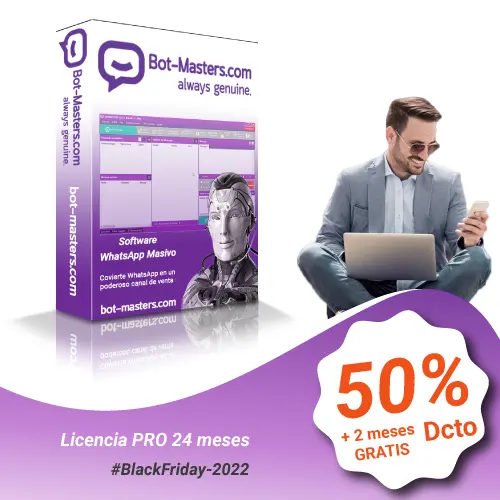 Bot-Masters.com
always genuine.
bot-masters.com
Bot-Masters.com
always genuine.
Software
WhatsApp Masivo
Covierte WhatsApp en un
poderoso canal de venta
bot-masters.com
50%
+ 2 meses Dcto
GRATIS
Licencia PRO 24 meses
#BlackFriday-2022